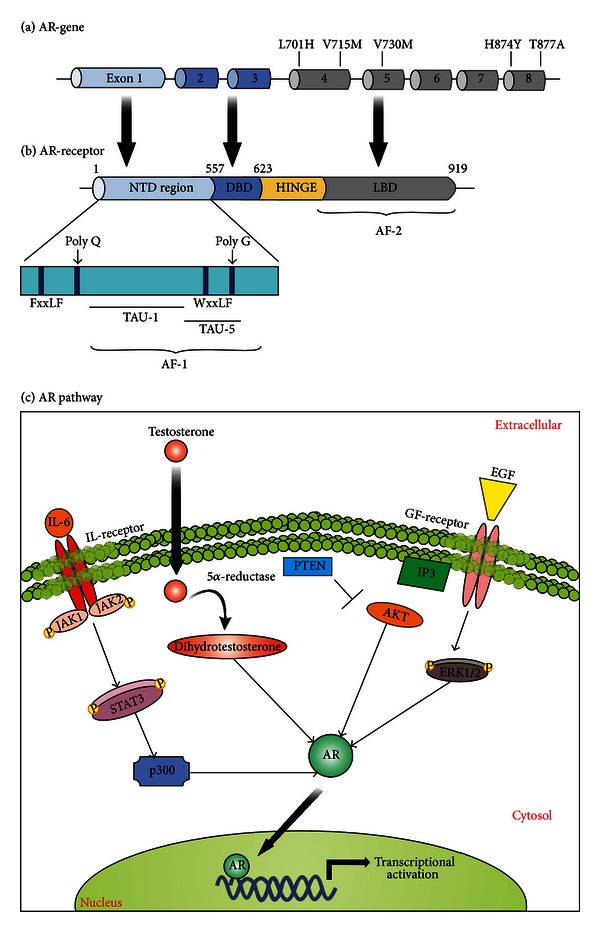 (a) AR-gene
L701H V715M V730M H874Y T877A
Exon 1 2 3 4 5 6 7 8
(b) AR-receptor
1 557 623 919
NTD region DBD HINGE LBD
AF-2
Poly Q Poly G
FxxLF WxxLF
TAU-1
TAU-5
AF-1
(c) AR pathway
Extracellular
Testosterone
EGF
IL-6
IL-receptor
GF-receptor
PTEN
IP3
5α-reductase
JAK1 JAK2
P P
AKT
Dihydrotestosterone
P ERK1/2 P
P STAT3 P
AR
p300
Cytosol
AR
Transcriptional
activation
Nucleus